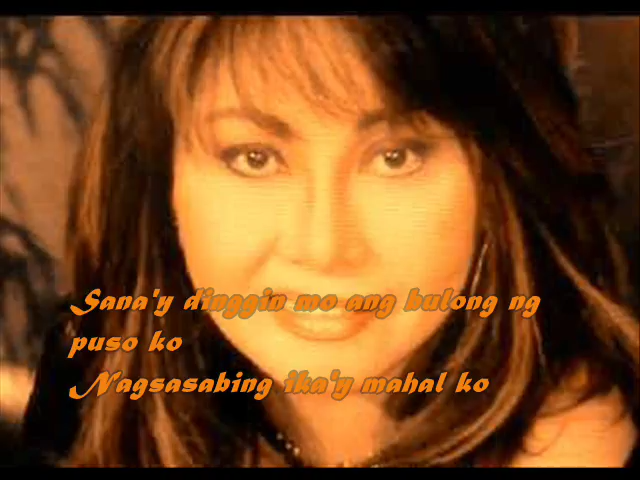 Sana'y dinggin mo ang bulong ng
puso ko
Nagsasabing ika'y mahal ko